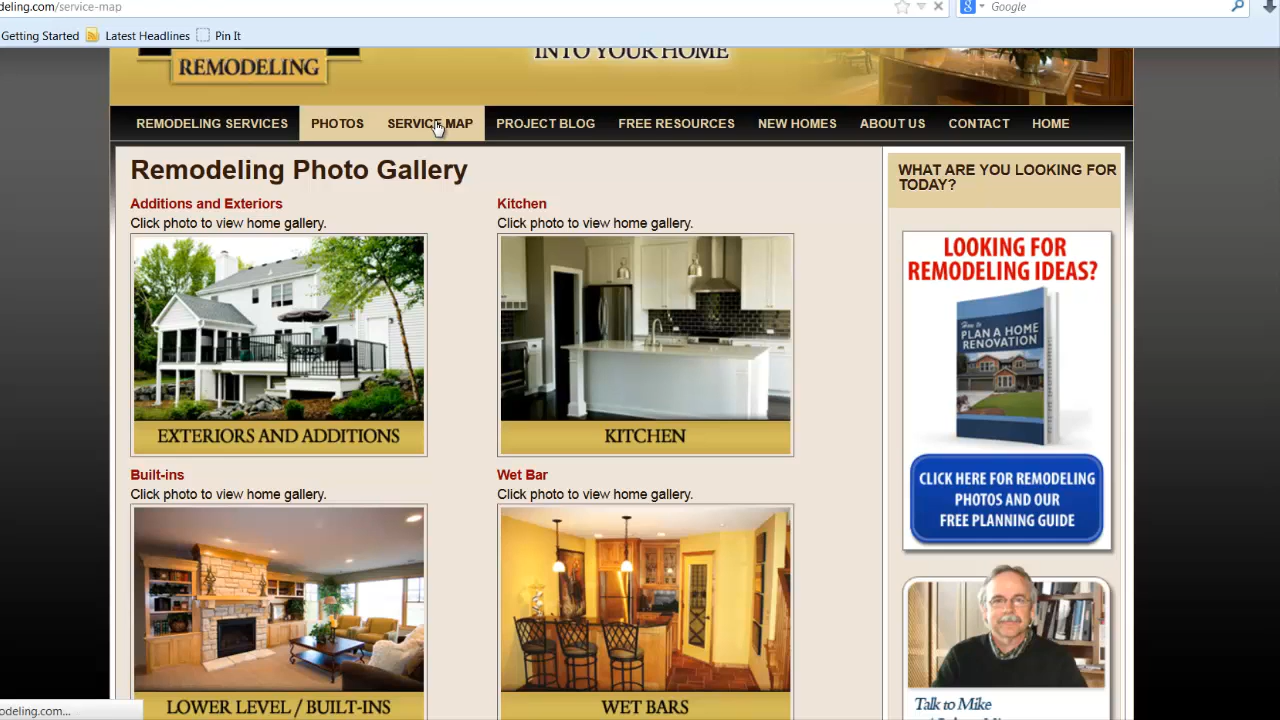 deling.com/service-map
Google
Getting Started Latest Headlines Pin It
REMODELING
INTO YOUR HOME
REMODELING SERVICES PHOTOS SERVICE MAP PROJECT BLOG FREE RESOURCES NEW HOMES ABOUT US CONTACT HOME
Remodeling Photo Gallery
Additions and Exteriors
Click photo to view home gallery.
EXTERIORS AND ADDITIONS
Kitchen
Click photo to view home gallery.
KITCHEN
Built-ins
Click photo to view home gallery.
LOWER LEVEL / BUILT-INS
Wet Bar
Click photo to view home gallery.
WET BARS
WHAT ARE YOU LOOKING FOR
TODAY?
LOOKING FOR
REMODELING IDEAS?
How to
PLAN A HOME
RENOVATION
CLICK HERE FOR REMODELING
PHOTOS AND OUR
FREE PLANNING GUIDE
Talk to Mike
odeling.com...